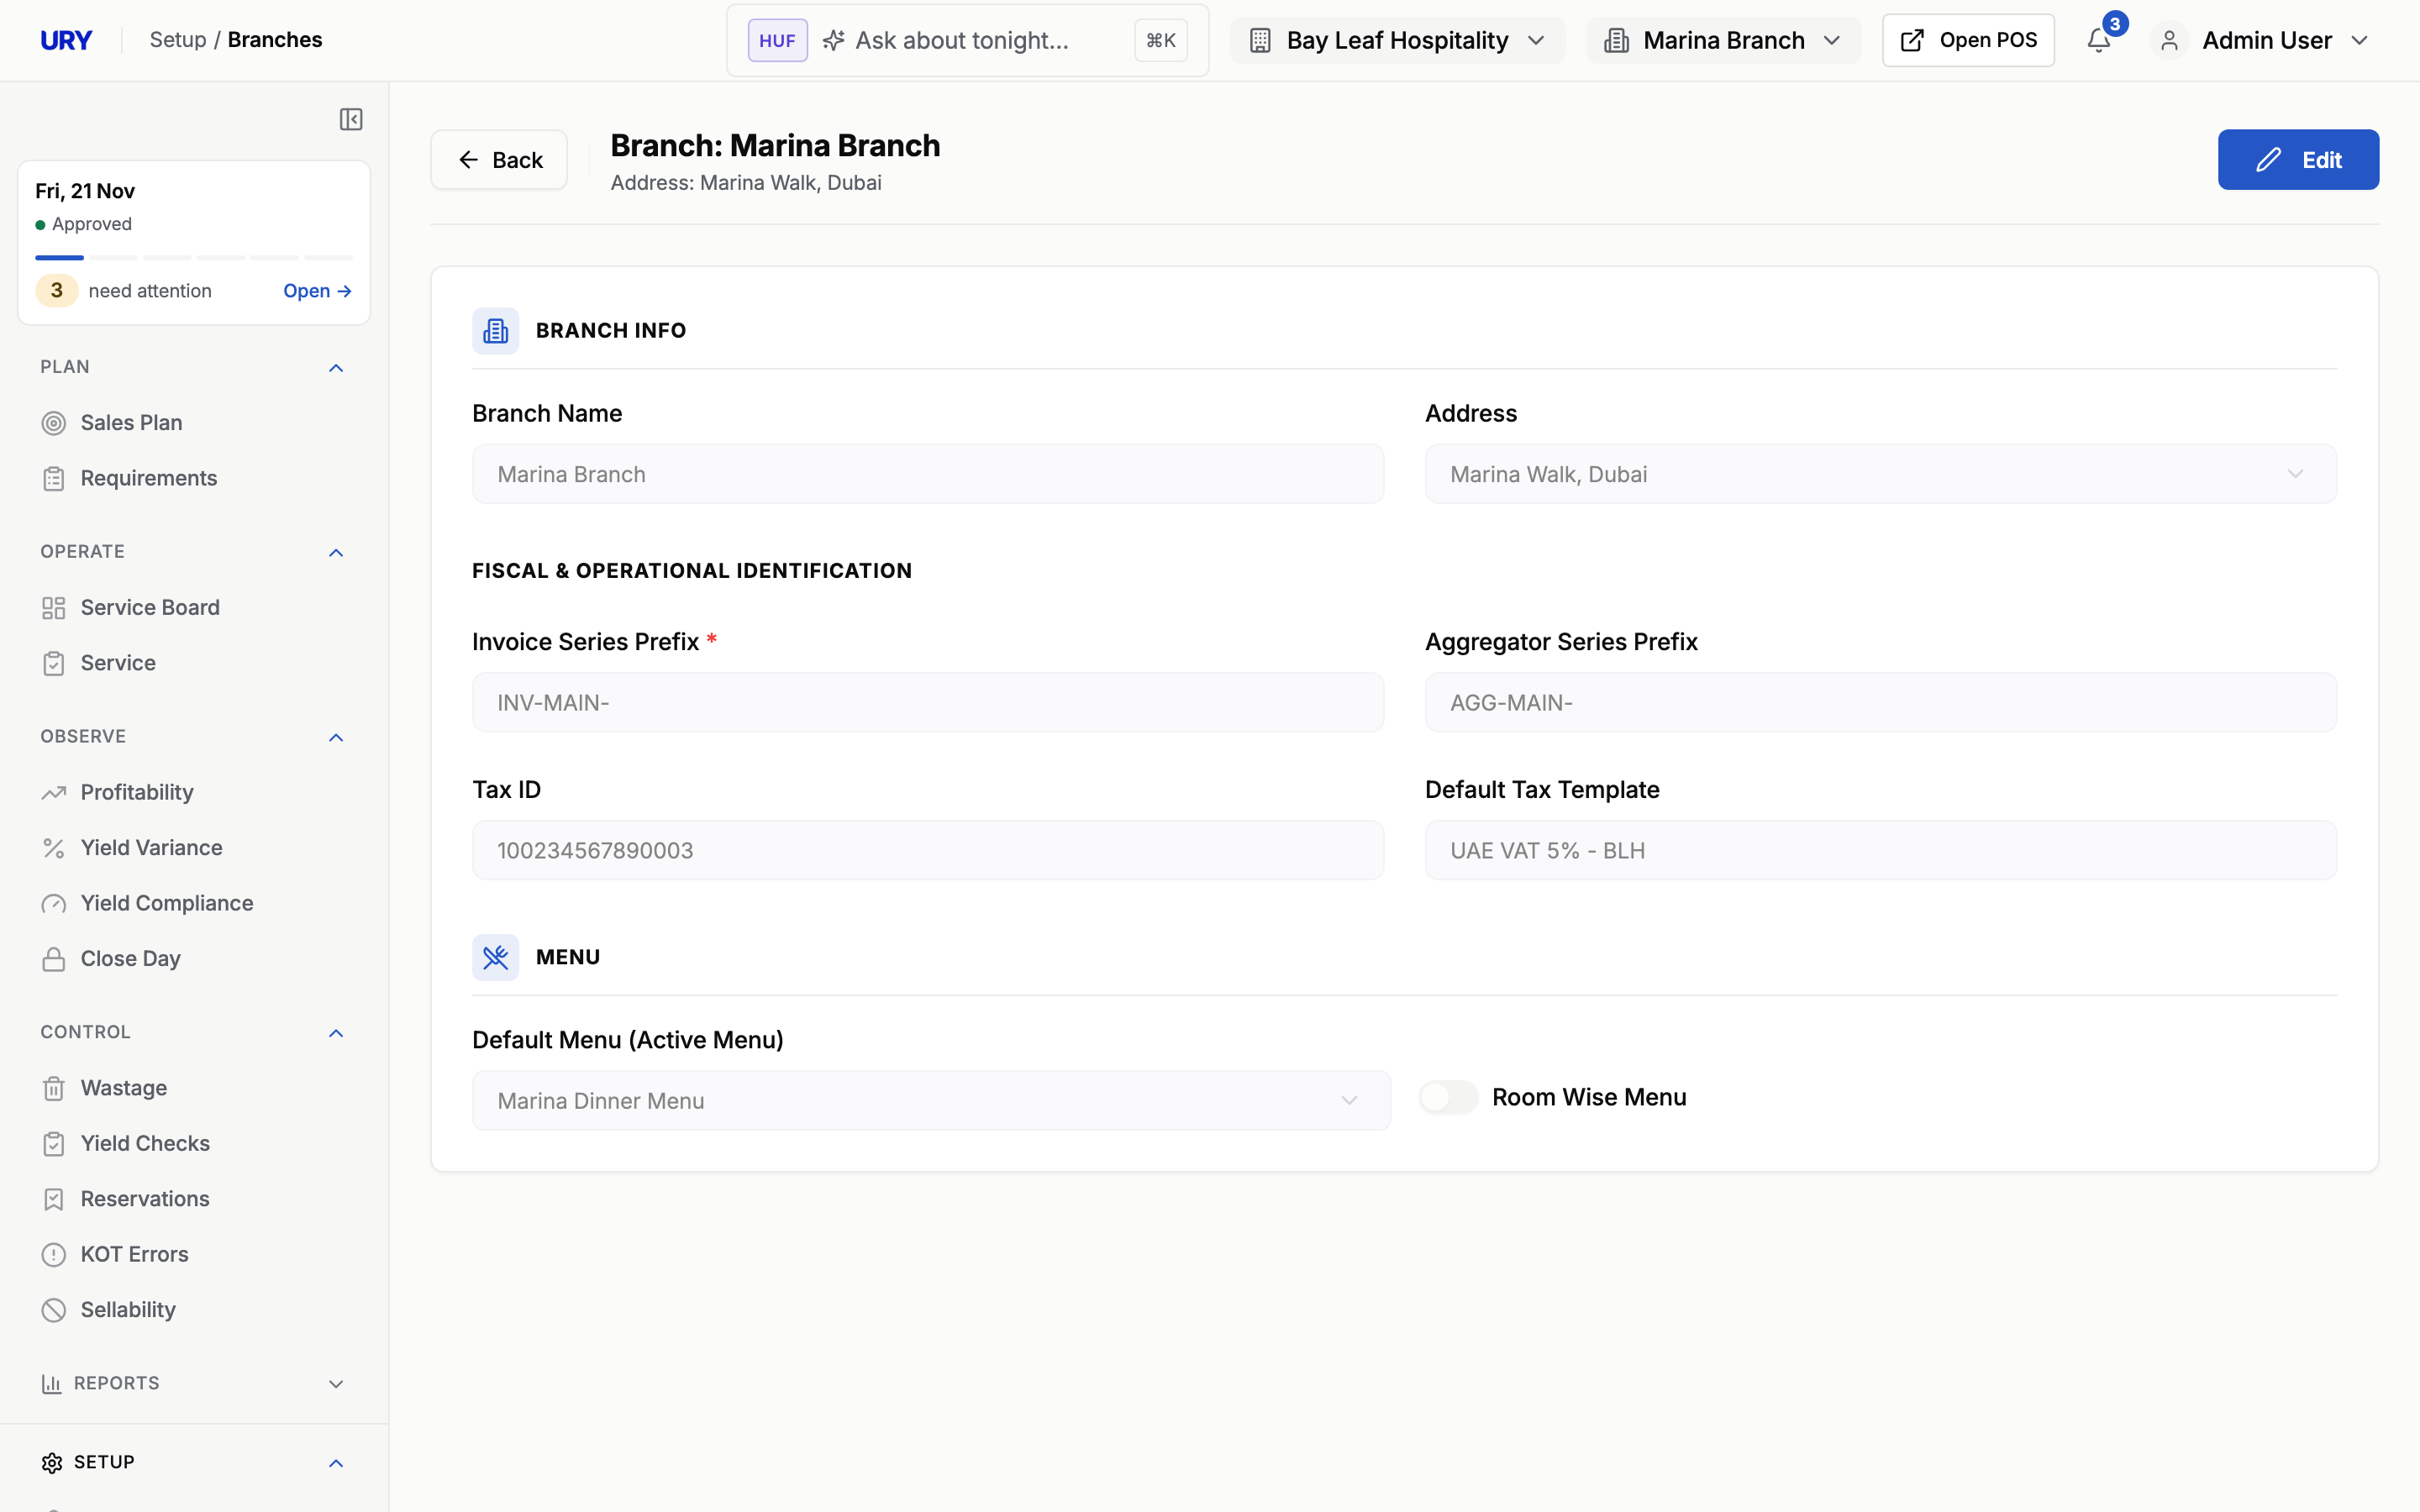 URY
Setup / Branches
HUF Ask about tonight... ⌘K
Bay Leaf Hospitality
Marina Branch
Open POS
3
Admin User
Fri, 21 Nov
Approved
3 need attention Open →
PLAN
Sales Plan
Requirements
OPERATE
Service Board
Service
OBSERVE
Profitability
Yield Variance
Yield Compliance
Close Day
CONTROL
Wastage
Yield Checks
Reservations
KOT Errors
Sellability
REPORTS
SETUP
Back
Branch: Marina Branch
Address: Marina Walk, Dubai
Edit
BRANCH INFO
Branch Name
Marina Branch
Address
Marina Walk, Dubai
FISCAL & OPERATIONAL IDENTIFICATION
Invoice Series Prefix *
INV-MAIN-
Aggregator Series Prefix
AGG-MAIN-
Tax ID
100234567890003
Default Tax Template
UAE VAT 5% - BLH
MENU
Default Menu (Active Menu)
Marina Dinner Menu
Room Wise Menu